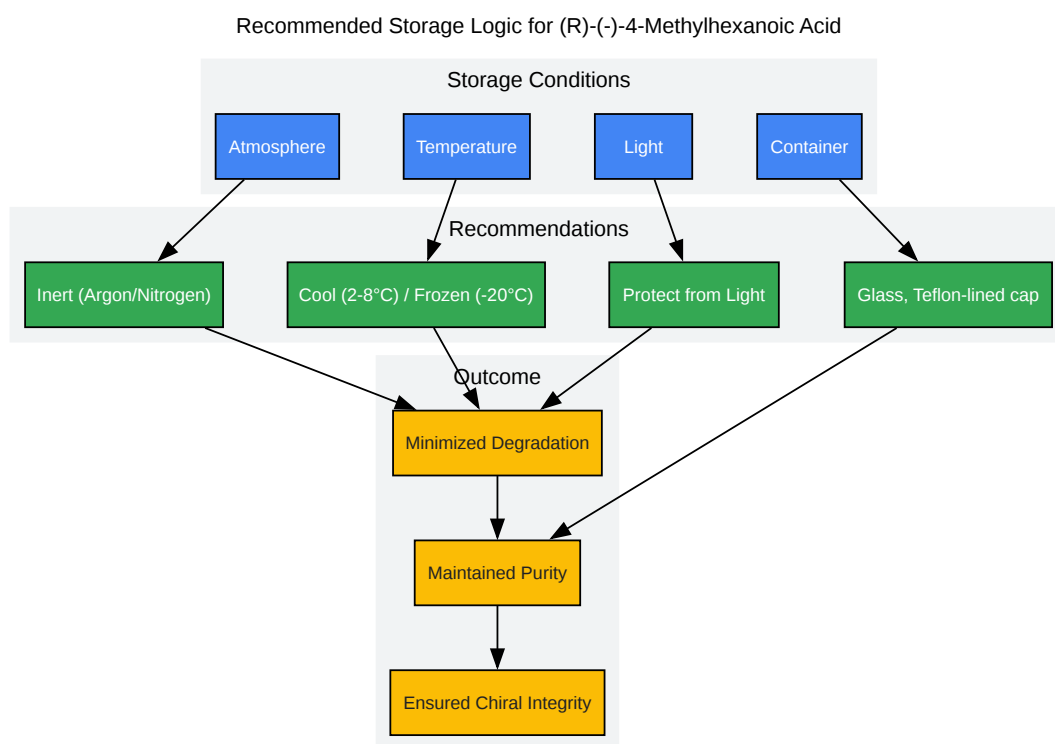 Recommended Storage Logic for (R)-(-)-4-Methylhexanoic Acid
Storage Conditions
Atmosphere
Temperature
Light
Container
Recommendations
Inert (Argon/Nitrogen)
Cool (2-8°C) / Frozen (-20°C)
Protect from Light
Glass, Teflon-lined cap
Outcome
Minimized Degradation
Maintained Purity
Ensured Chiral Integrity